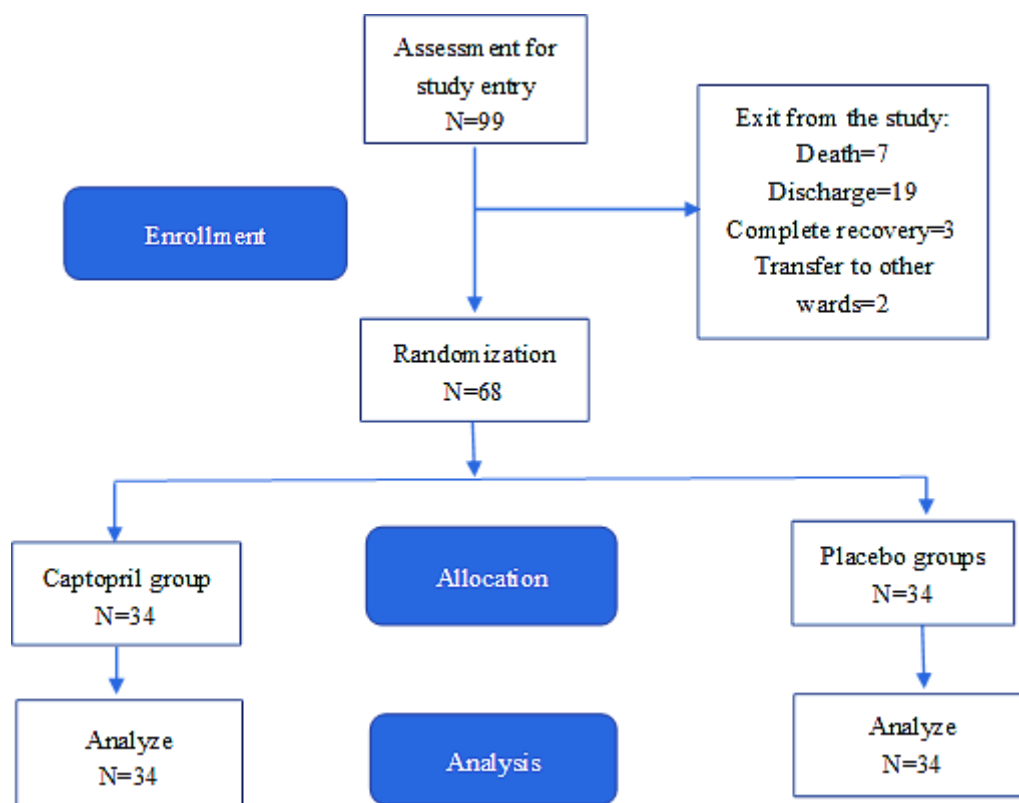 Assessment for
study entry
N=99
Exit from the study:
Death=7
Discharge=19
Complete recovery=3
Transfer to other
wards=2
Enrollment
Randomization
N=68
Captopril group
N=34
Allocation
Placebo groups
N=34
Analyze
N=34
Analysis
Analyze
N=34